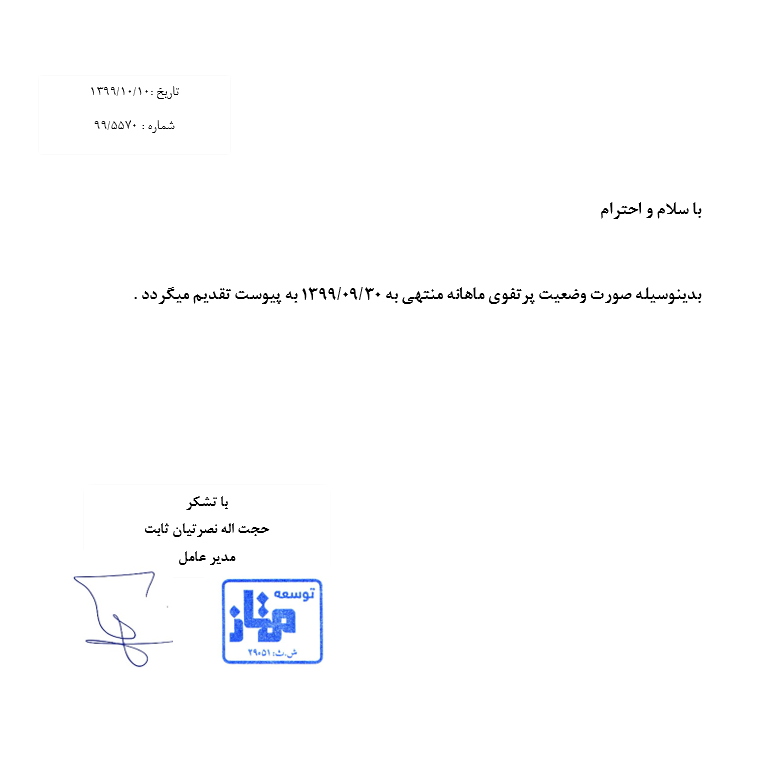 تاریخ :۱۳۹۹/۱۰/۱۰
شماره : ۹۹/۵۵۷۰
با سلام و احترام
بدینوسیله صورت وضعیت پرتفوی ماهانه منتهی به ۱۳۹۹/۰۹/۳۰ به پیوست تقدیم میگردد .
با تشکر
حجت اله نصرتیان ثابت
مدیر عامل
توسعه
ممتاز
ش.ث: ۲۹۰۵۱